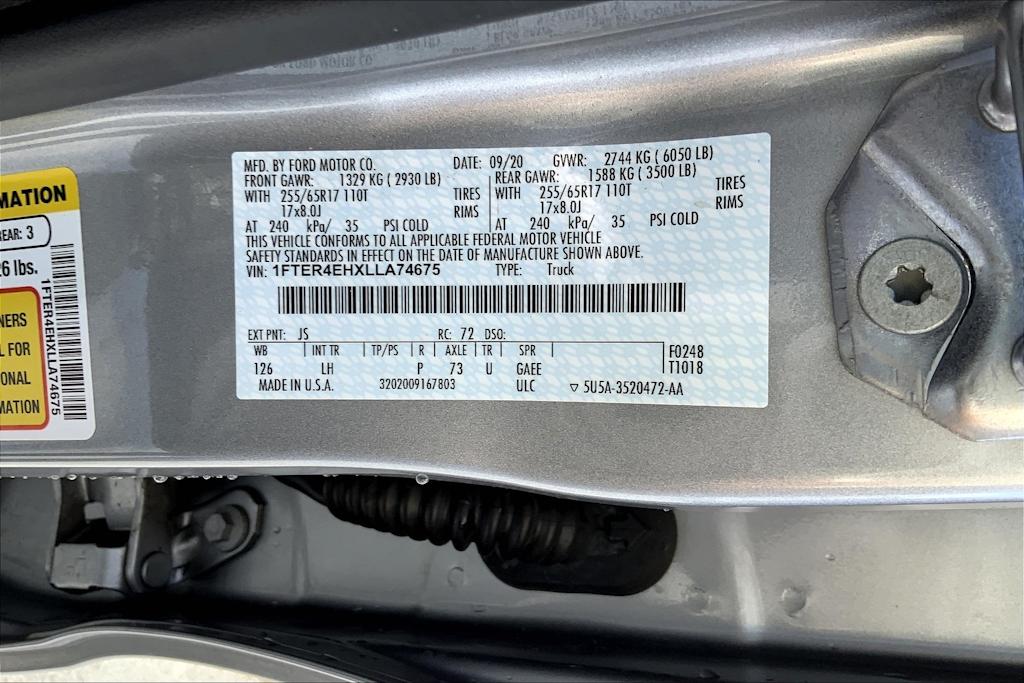 MFD. BY FORD MOTOR CO. DATE: 09/20 GVWR: 2744 KG ( 6050 LB)
FRONT GAWR: 1329 KG ( 2930 LB) REAR GAWR: 1588 KG ( 3500 LB)
WITH 255/65R17 110T TIRES WITH 255/65R17 110T TIRES
17x8.0J RIMS 17x8.0J RIMS
AT 240 kPa/ 35 PSI COLD AT 240 kPa/ 35 PSI COLD
THIS VEHICLE CONFORMS TO ALL APPLICABLE FEDERAL MOTOR VEHICLE
SAFETY STANDARDS IN EFFECT ON THE DATE OF MANUFACTURE SHOWN ABOVE.
VIN: 1FTER4EHXLLA74675 TYPE: Truck
EXT PNT: JS RC: 72 DSO:
WB INT TR TP/PS R AXLE TR SPR F0248
126 LH P 73 U GAEE T1018
MADE IN U.S.A. 3202009167803 ULC ▽ 5U5A-3520472-AA
MATION
REAR: 3
26 lbs.
NERS
L FOR
ONAL
MATION
1FTER4EHXLLA74675